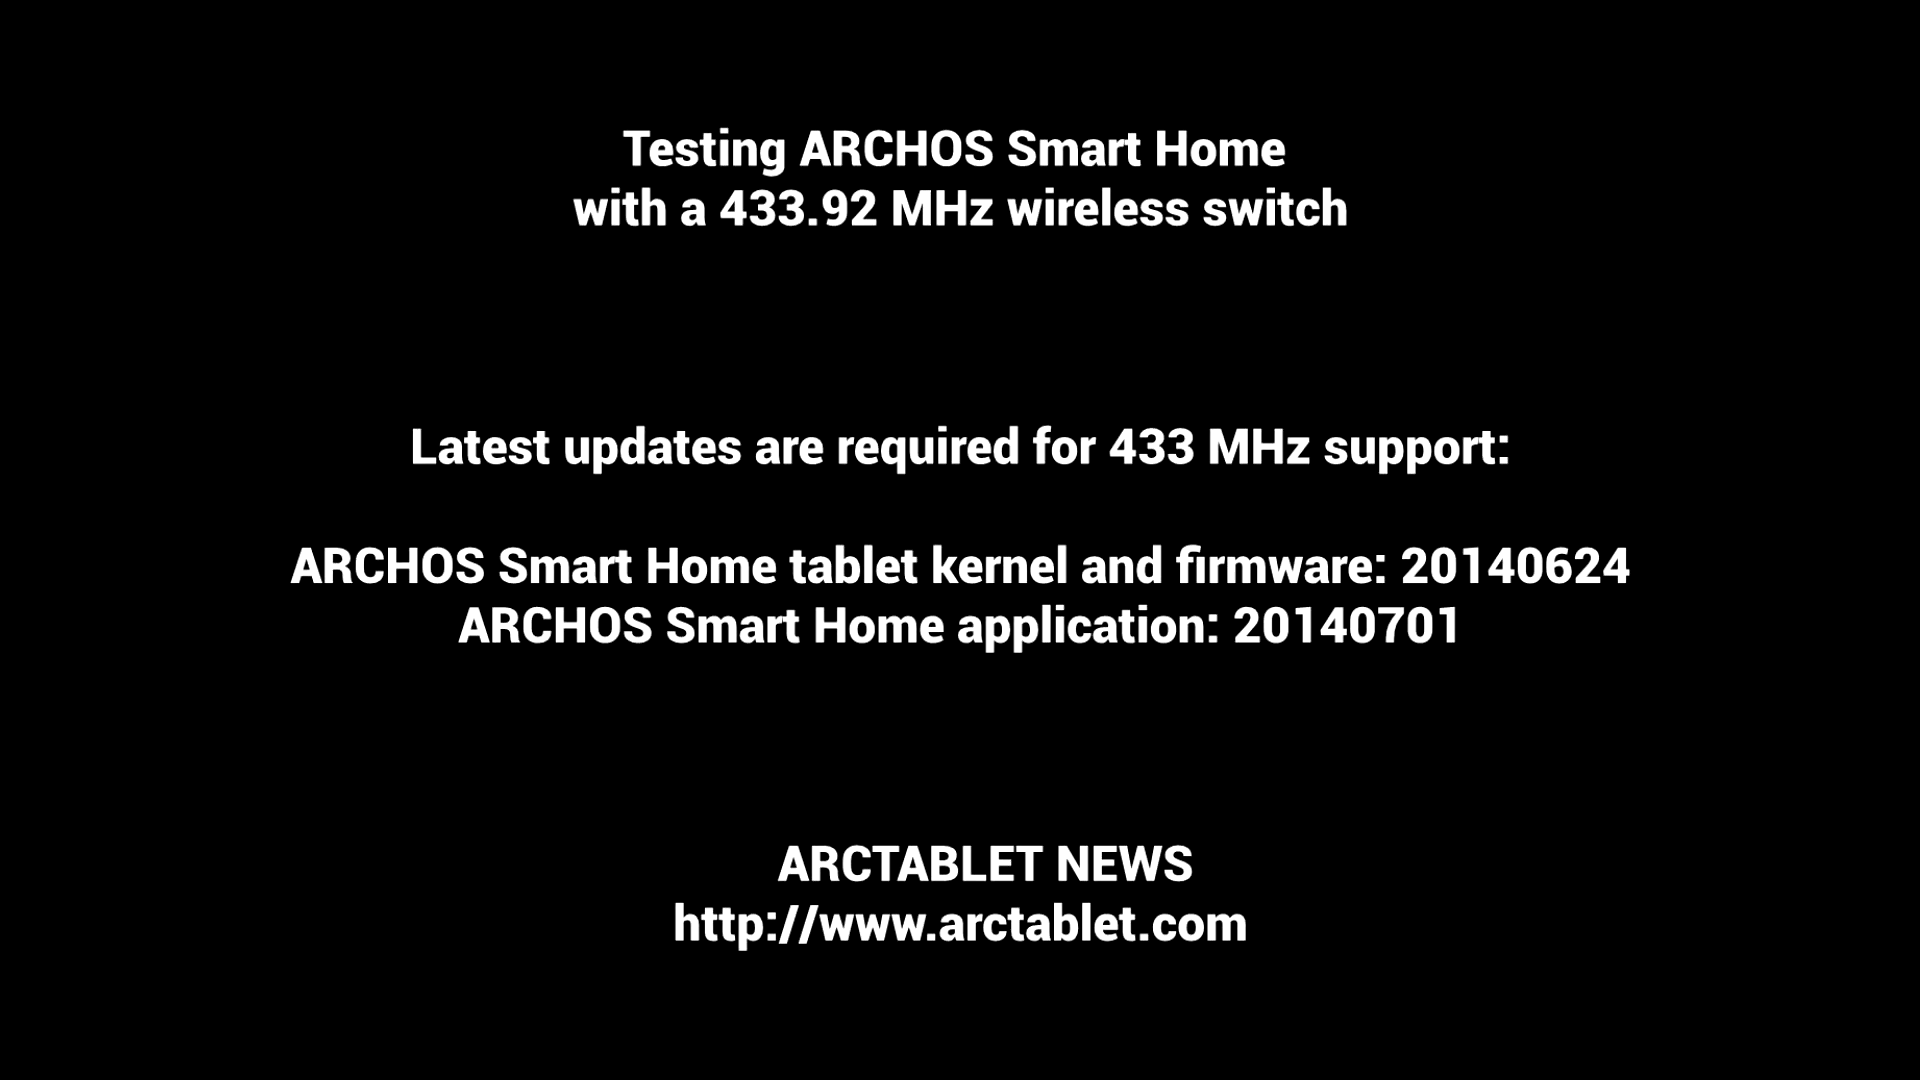 Testing ARCHOS Smart Home
with a 433.92 MHz wireless switch
Latest updates are required for 433 MHz support:
ARCHOS Smart Home tablet kernel and firmware: 20140624
ARCHOS Smart Home application: 20140701
ARCTABLET NEWS
http://www.arctablet.com